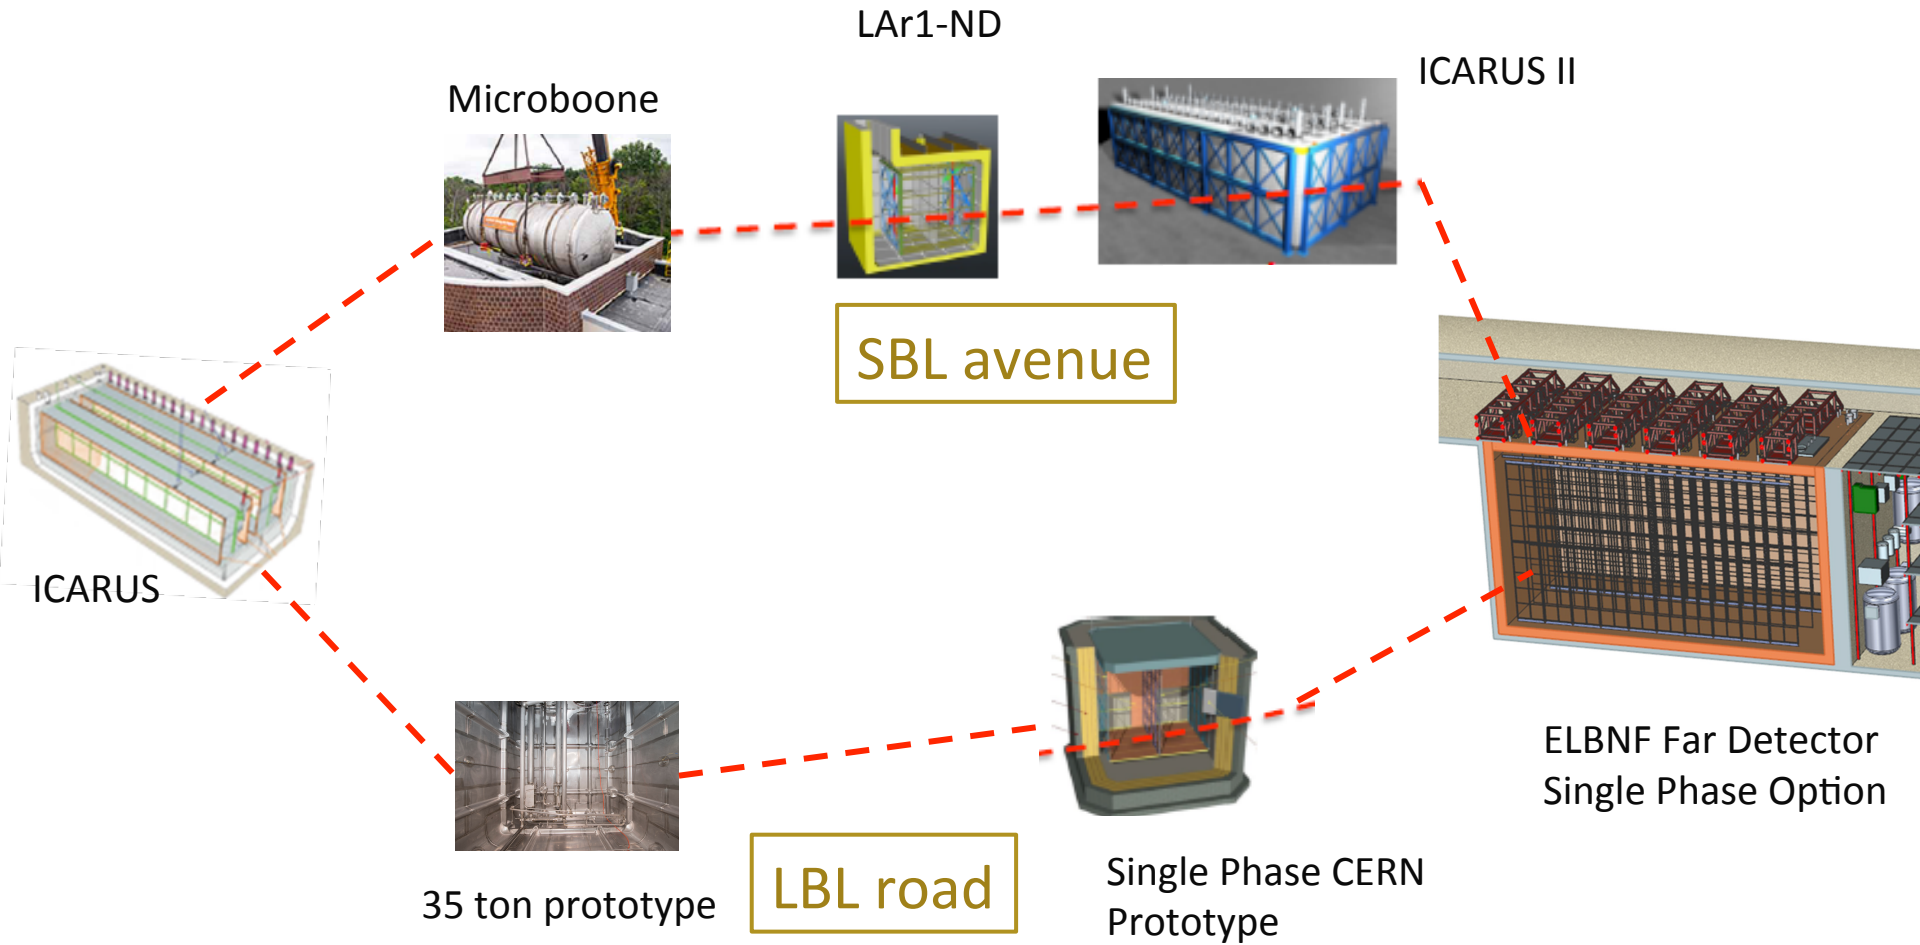 LAr1-ND
ICARUS II
Microboone
SBL avenue
ICARUS
ELBNF Far Detector
Single Phase Option
LBL road
Single Phase CERN
Prototype
35 ton prototype